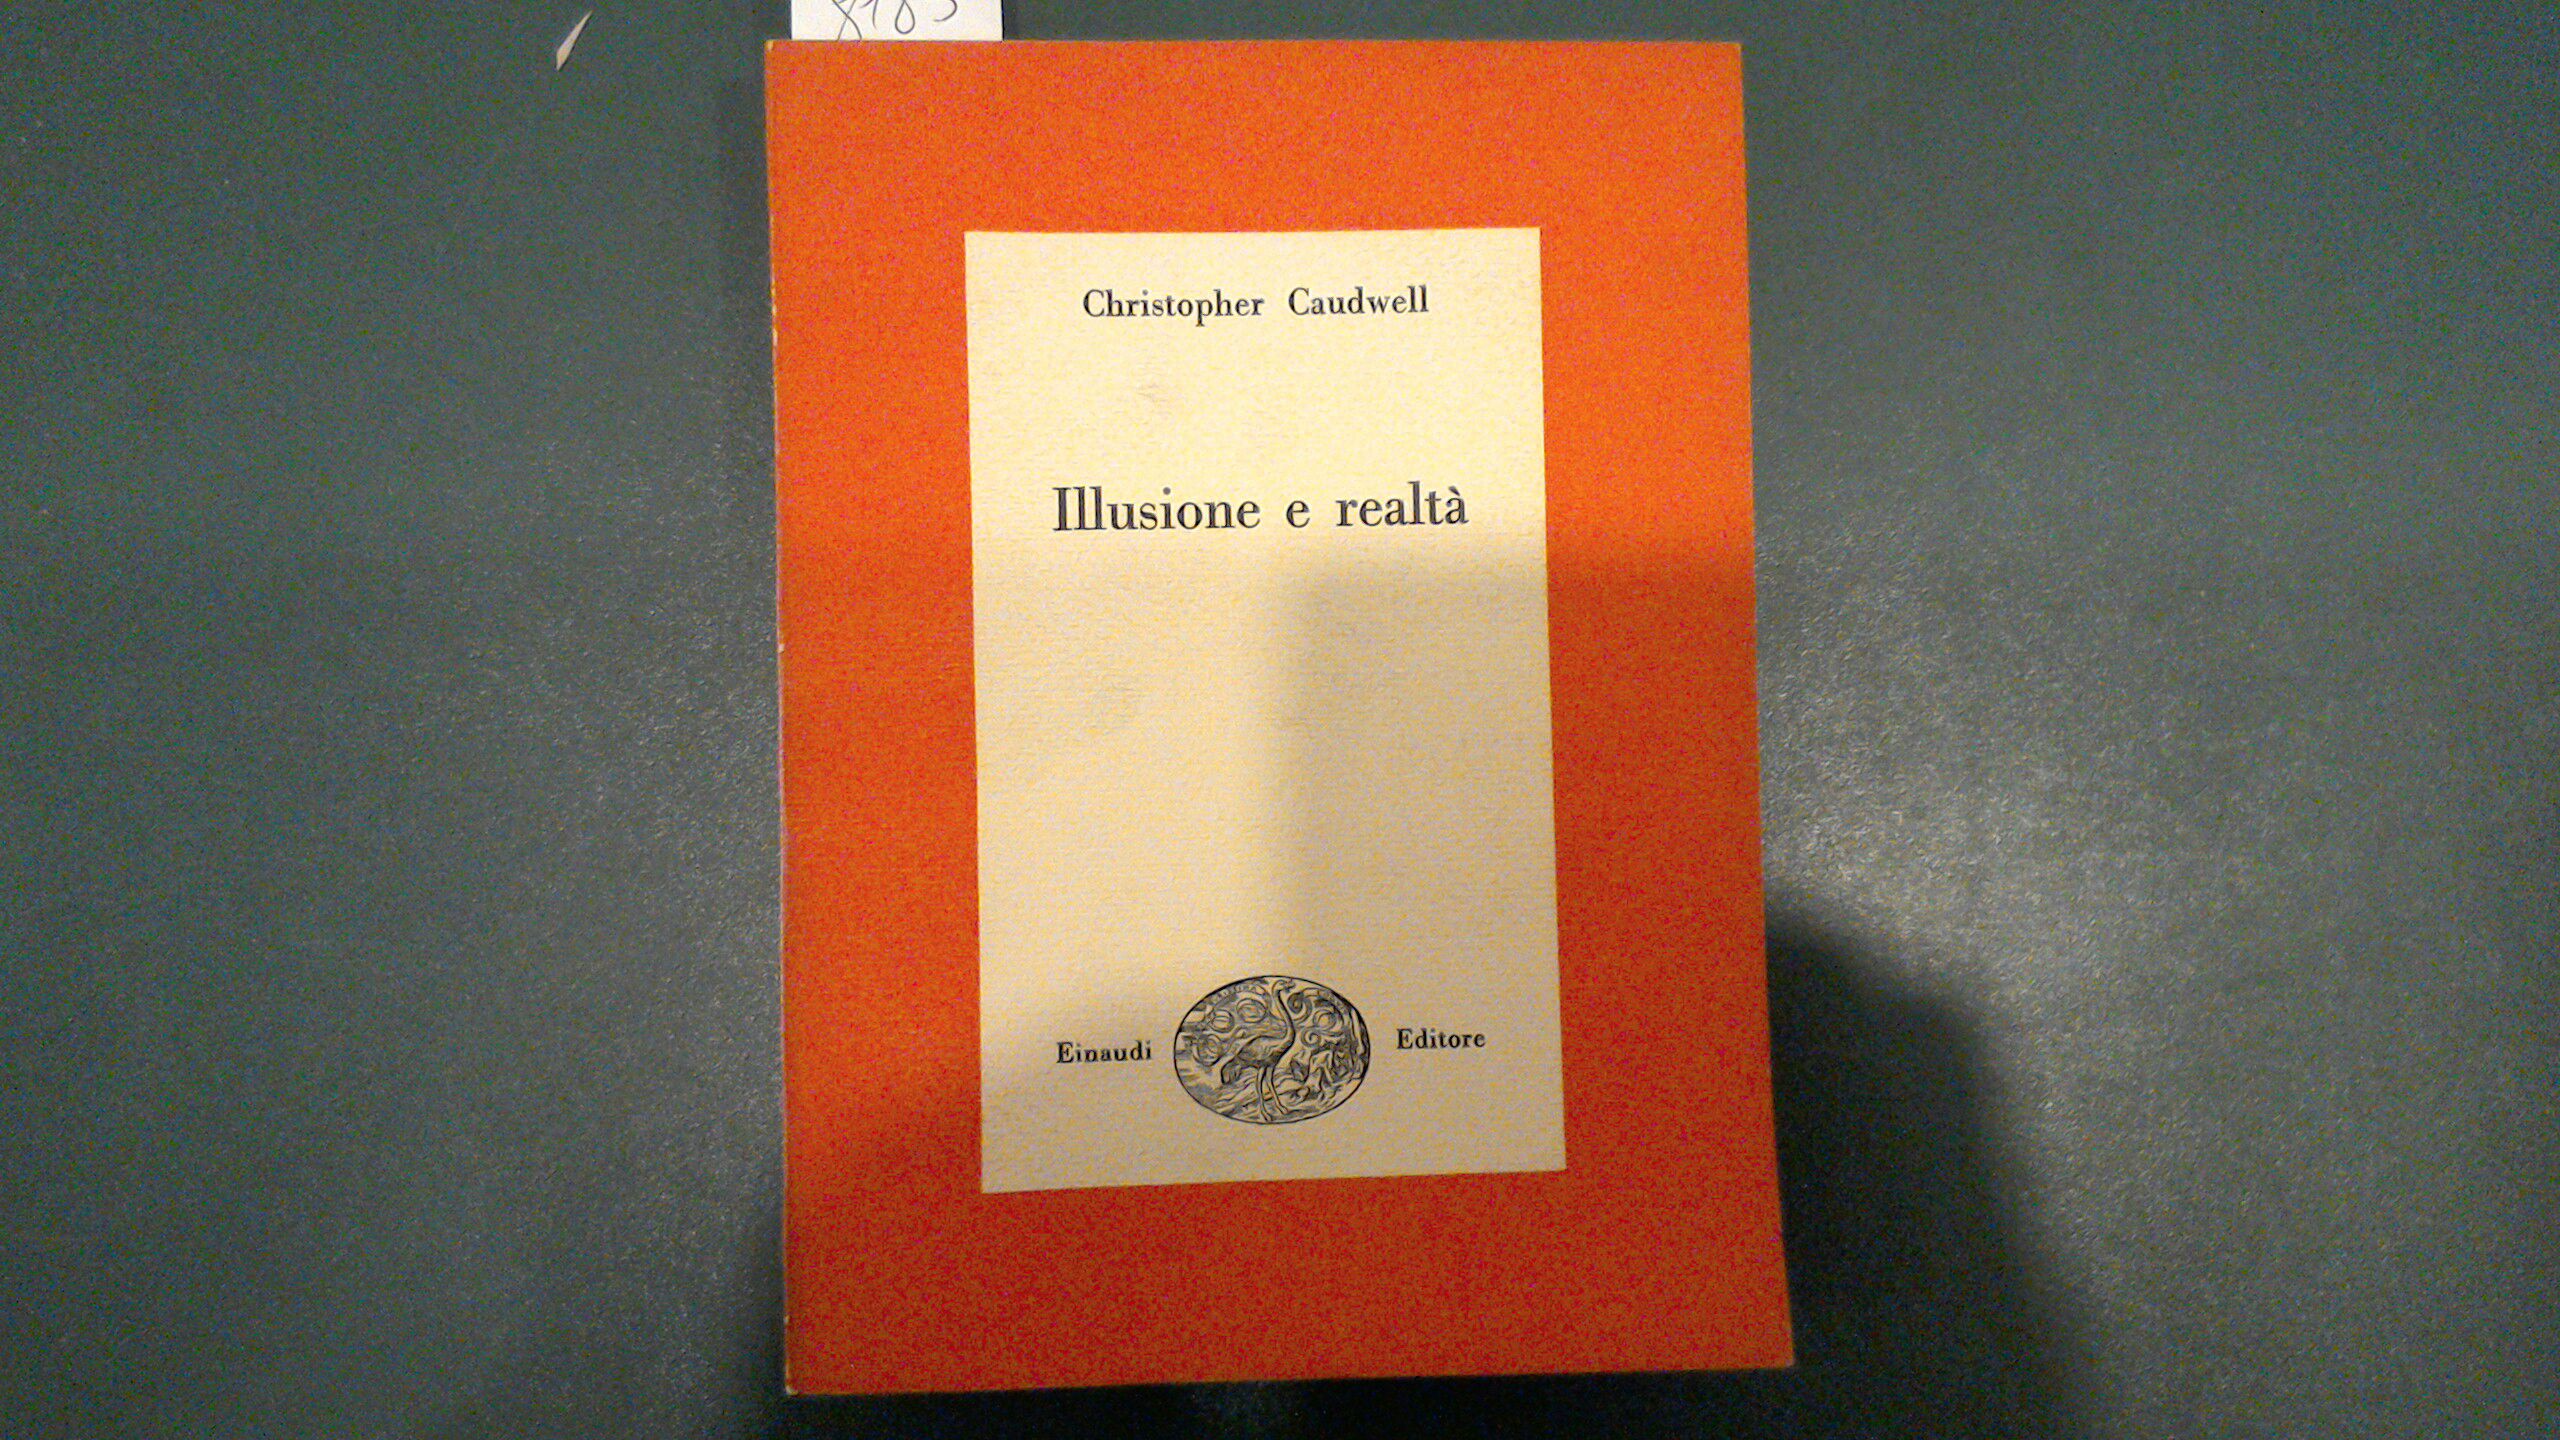 Christopher Caudwell
Illusione e realtà
Einaudi Editore